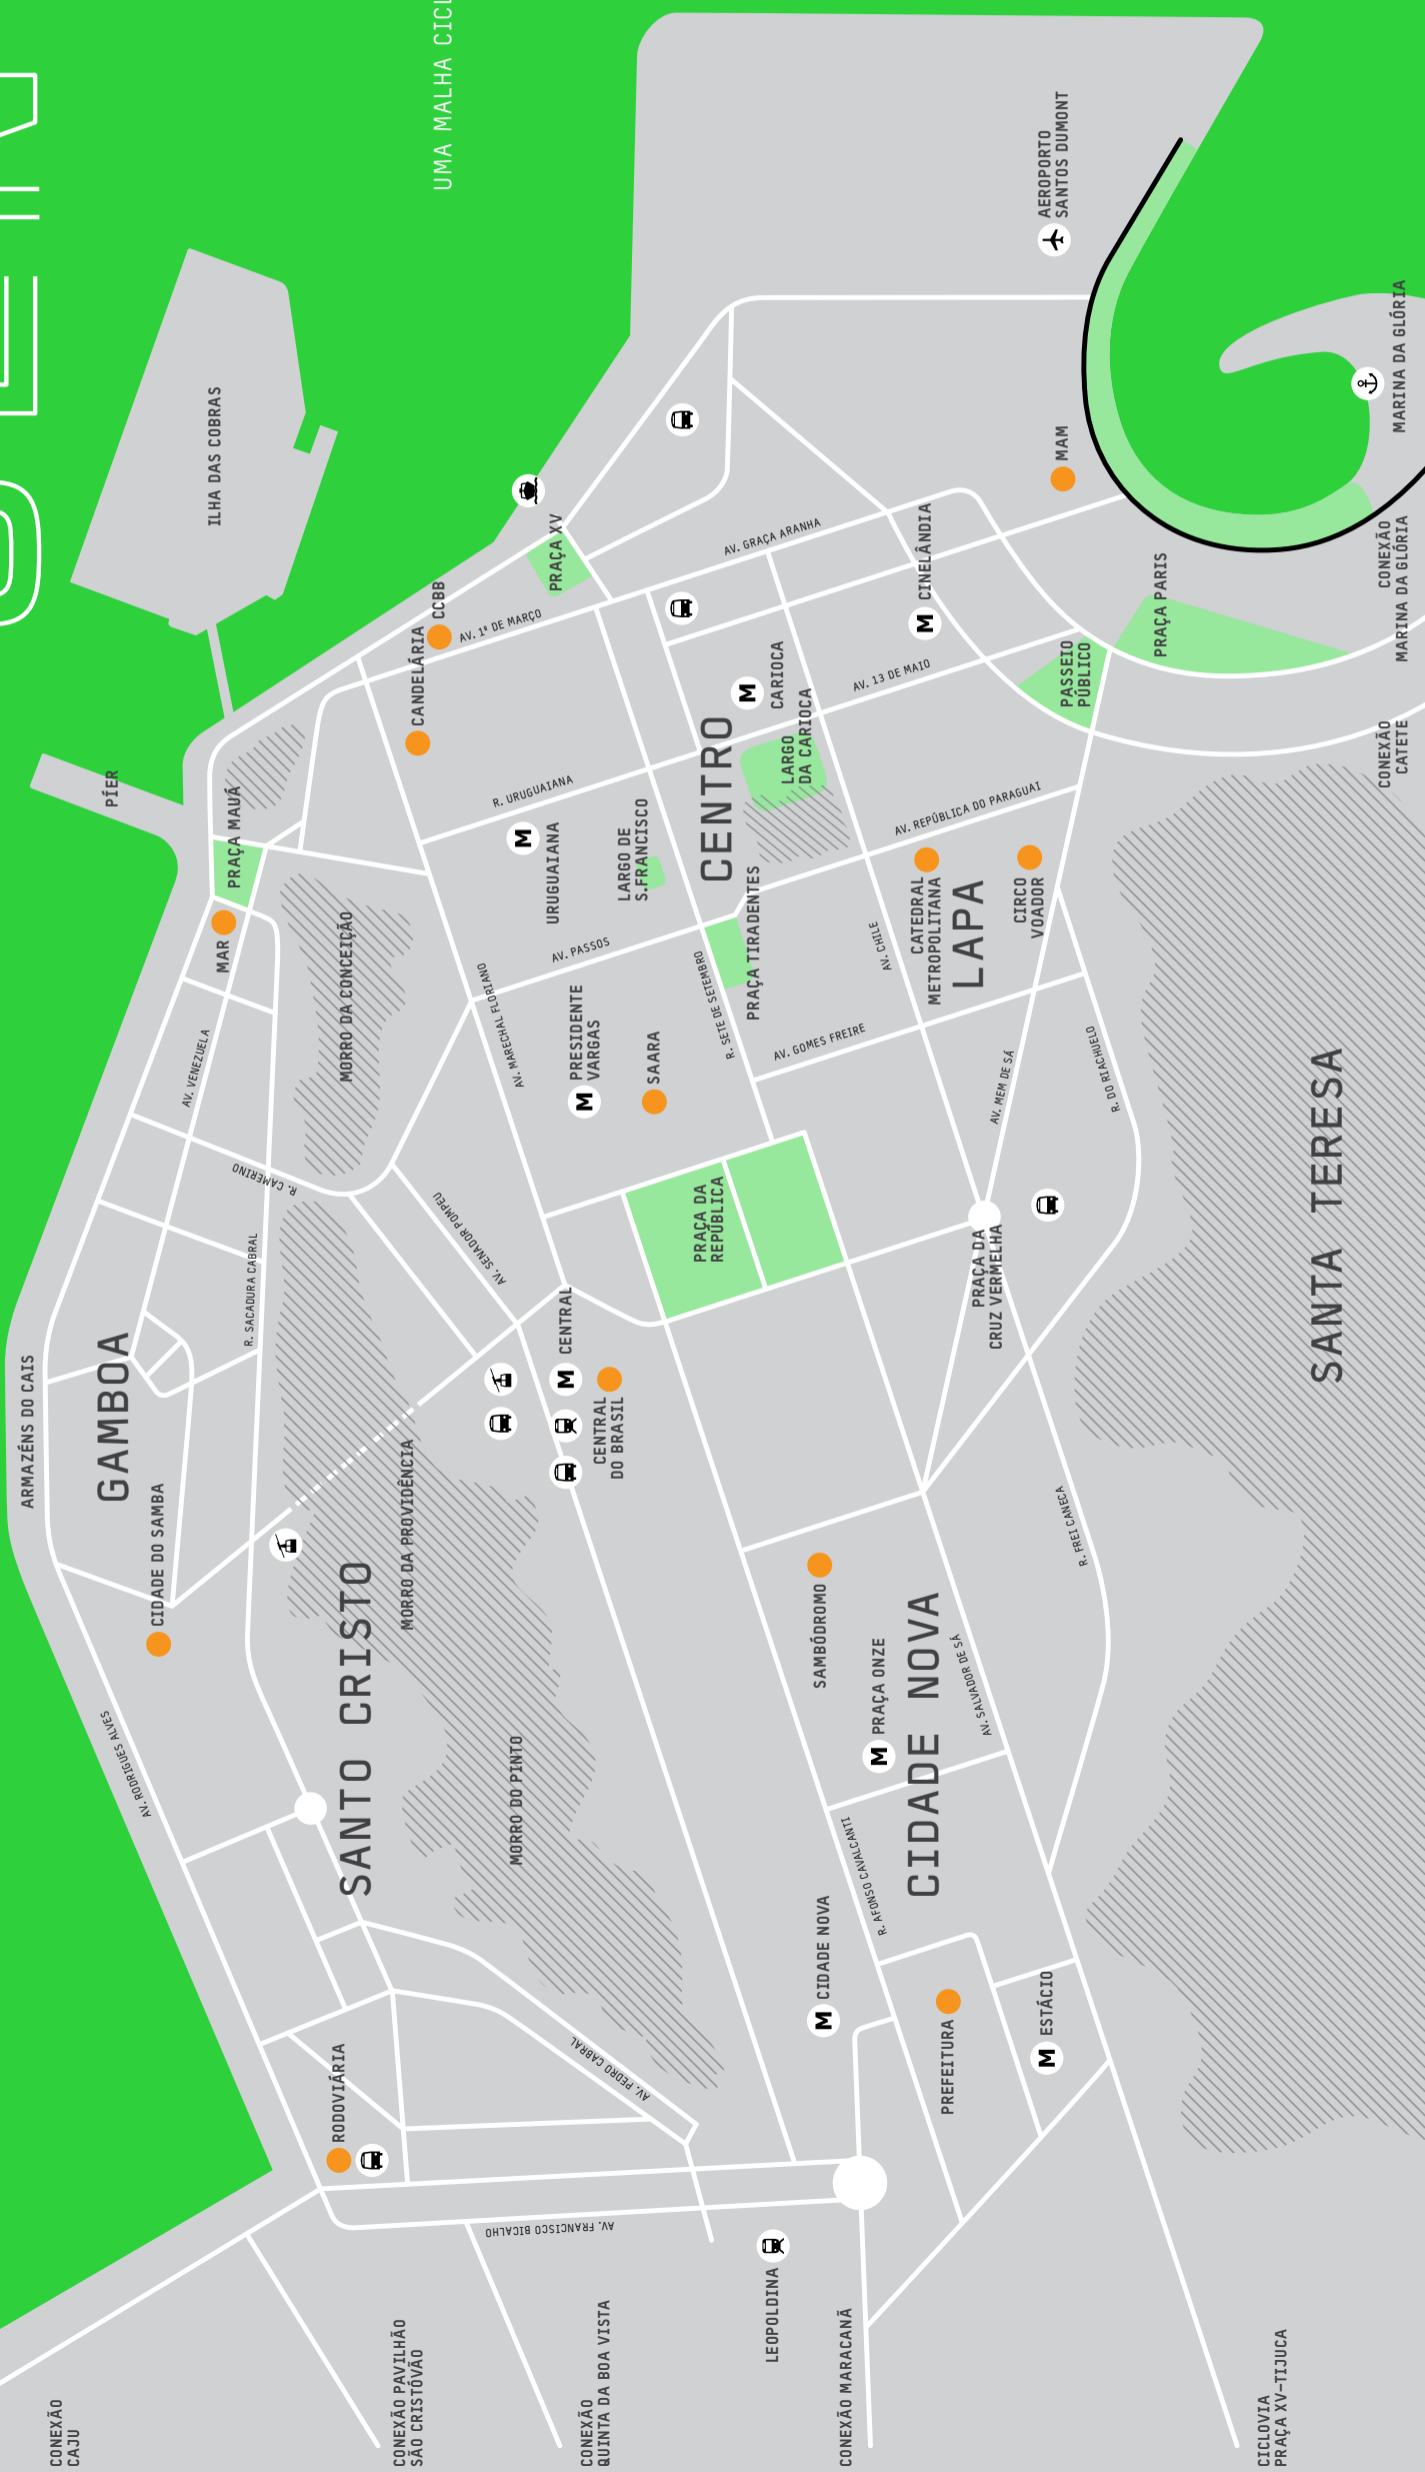 UMA MALHA CICL
ILHA DAS COBRAS
PÍER
ARMAZÉNS DO CAIS
GAMBOA
CIDADE DO SAMBA
MAR
PRAÇA MAUÁ
AV. VENEZUELA
R. CAMERINO
R. SACADURA CABRAL
AV. RODRIGUES ALVES
MORRO DA CONCEIÇÃO
SANTO CRISTO
MORRO DA PROVIDÊNCIA
MORRO DO PINTO
AV. SENADOR POMPEU
CANDELÁRIA
CCBB
AV. 1º DE MARÇO
PRAÇA XV
R. URUGUAIANA
M
URUGUAIANA
LARGO DE
S.FRANCISCO
AV. PASSOS
AV. MARECHAL FLORIANO
M
PRESIDENTE
VARGAS
SAARA
M
CENTRAL
CENTRAL
DO BRASIL
PRAÇA DA
REPÚBLICA
CENTRO
PRAÇA TIRADENTES
R. SETE DE SETEMBRO
AV. GOMES FREIRE
M
CARIOCA
LARGO
DA CARIOCA
AV. GRAÇA ARANHA
AV. 13 DE MAIO
M
CINELÂNDIA
AV. REPÚBLICA DO PARAGUAI
AV. CHILE
CATEDRAL
METROPOLITANA
LAPA
CIRCO
VOADOR
AV. MEM DE SÁ
R. DO RIACHUELO
PRAÇA DA
CRUZ VERMELHA
PASSEIO
PÚBLICO
PRAÇA PARIS
MAM
AEROPORTO
SANTOS DUMONT
MARINA DA GLÓRIA
CONEXÃO
MARINA DA GLÓRIA
CONEXÃO
CATETE
SANTA TERESA
R. FREI CANECA
SAMBÓDROMO
M
PRAÇA ONZE
CIDADE NOVA
AV. SALVADOR DE SÁ
R. AFONSO CAVALCANTI
M
CIDADE NOVA
PREFEITURA
M
ESTÁCIO
RODOVIÁRIA
AV. PEDRO CABRAL
AV. FRANCISCO BICALHO
LEOPOLDINA
CONEXÃO
CAJU
CONEXÃO PAVILHÃO
SÃO CRISTÓVÃO
CONEXÃO
QUINTA DA BOA VISTA
CONEXÃO MARACANÃ
CICLOVIA
PRAÇA XV-TIJUCA